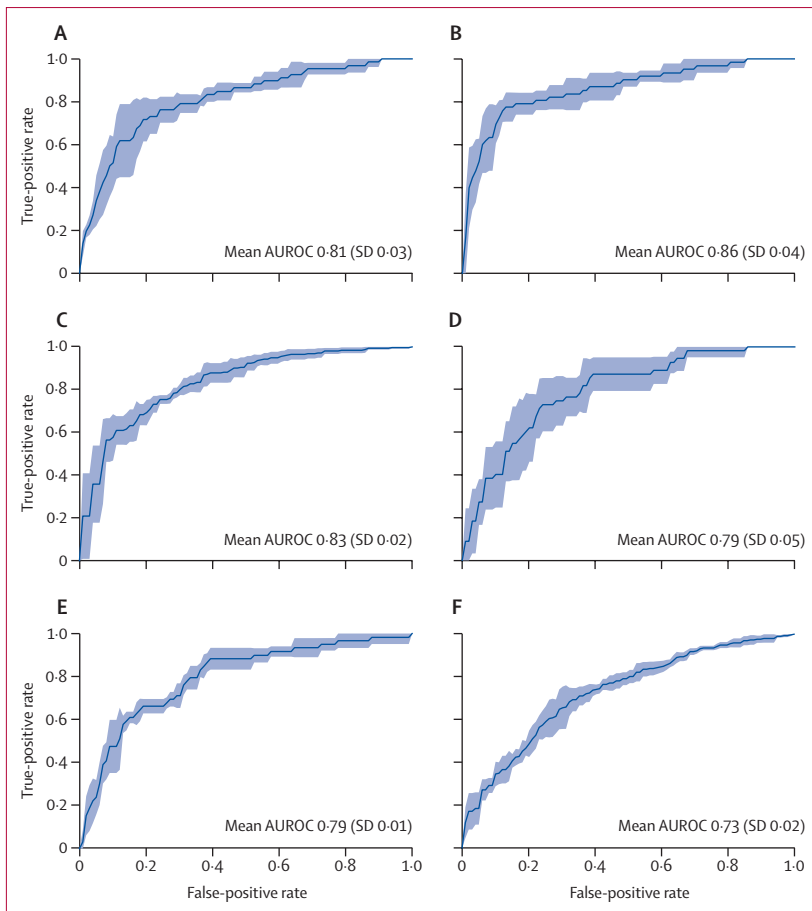 A
B
1·0
0·8
0·6
0·4
0·2
0
True-positive rate
Mean AUROC 0·81 (SD 0·03)
Mean AUROC 0·86 (SD 0·04)
C
D
1·0
0·8
0·6
0·4
0·2
0
True-positive rate
Mean AUROC 0·83 (SD 0·02)
Mean AUROC 0·79 (SD 0·05)
E
F
1·0
0·8
0·6
0·4
0·2
0
True-positive rate
Mean AUROC 0·79 (SD 0·01)
Mean AUROC 0·73 (SD 0·02)
0 0·2 0·4 0·6 0·8 1·0
0 0·2 0·4 0·6 0·8 1·0
False-positive rate
False-positive rate